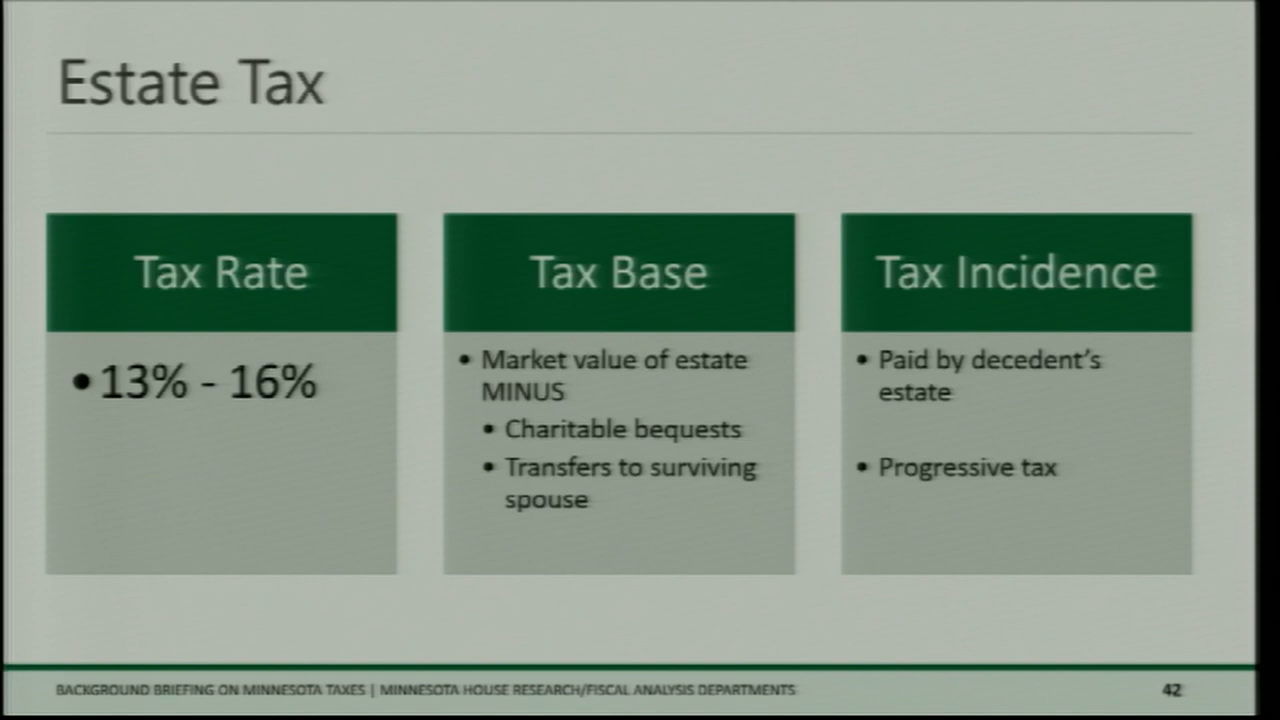 Estate Tax
Tax Rate
• 13% - 16%
Tax Base
• Market value of estate
MINUS
• Charitable bequests
• Transfers to surviving
spouse
Tax Incidence
• Paid by decedent's
estate
• Progressive tax
BACKGROUND BRIEFING ON MINNESOTA TAXES | MINNESOTA HOUSE RESEARCH/FISCAL ANALYSIS DEPARTMENTS
42